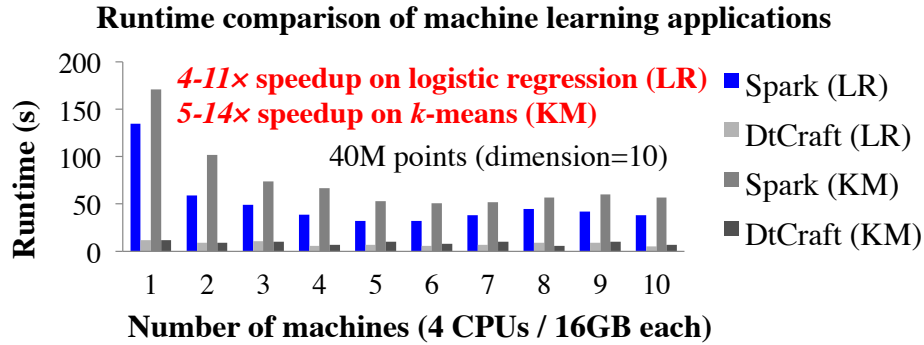 Runtime comparison of machine learning applications
200
150
100
50
0
Runtime (s)
4-11× speedup on logistic regression (LR)
5-14× speedup on k-means (KM)
40M points (dimension=10)
Spark (LR)
DtCraft (LR)
Spark (KM)
DtCraft (KM)
1 2 3 4 5 6 7 8 9 10
Number of machines (4 CPUs / 16GB each)